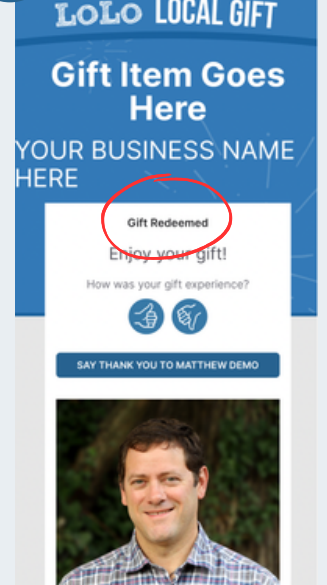 LOLO LOCAL GIFT
Gift Item Goes
Here
YOUR BUSINESS NAME
HERE
Gift Redeemed
Enjoy your gift!
How was your gift experience?
SAY THANK YOU TO MATTHEW DEMO